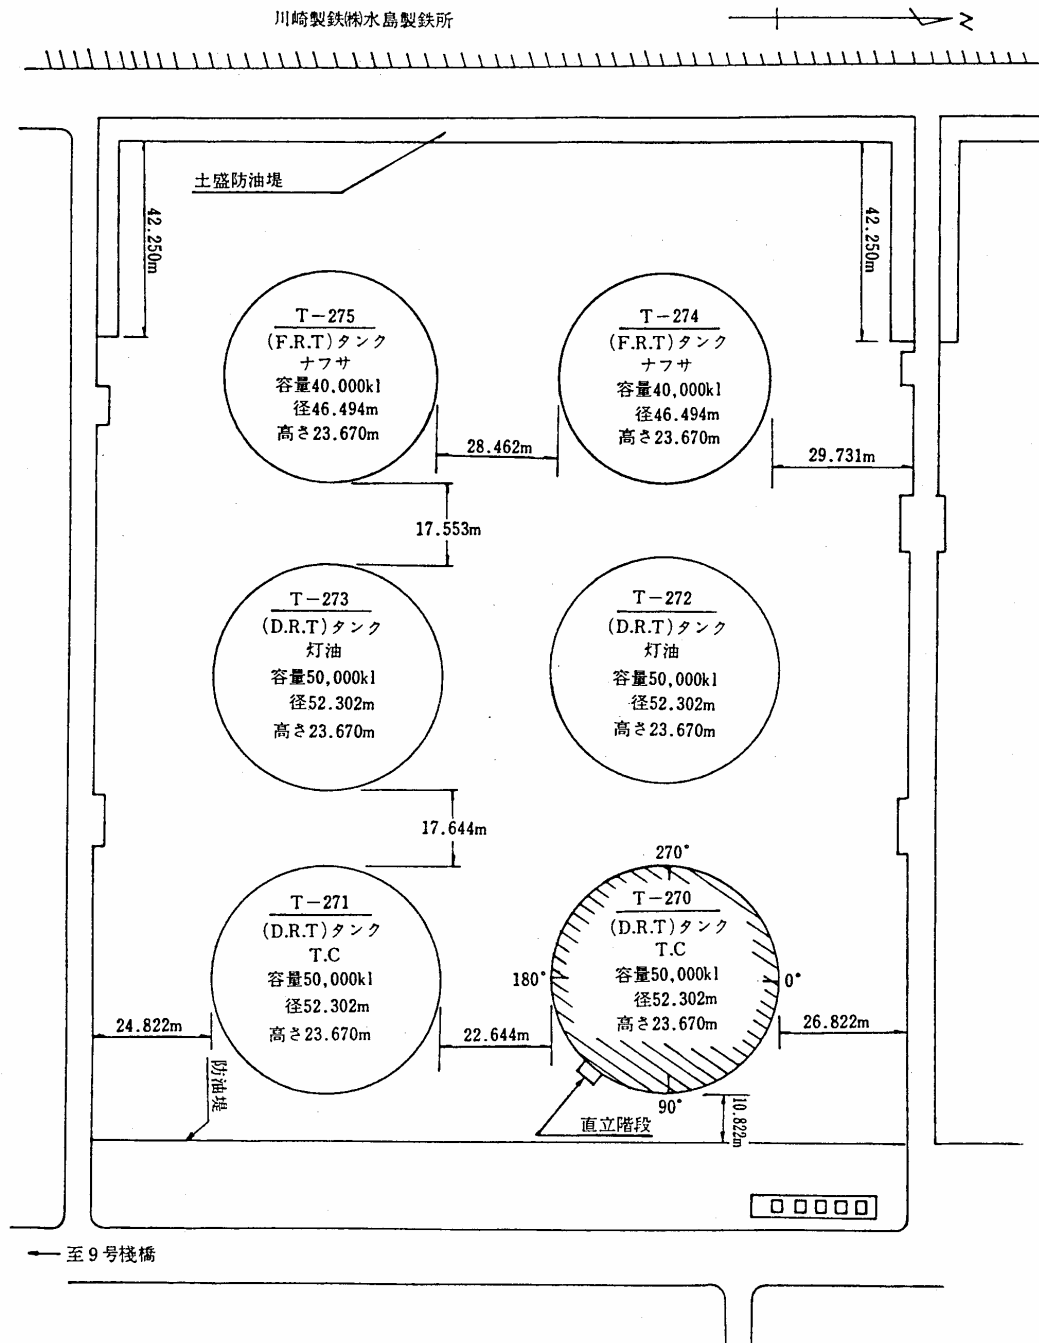 川崎製鉄㈱水島製鉄所
N
土盛防油堤
42.250m
42.250m
T-275
(F.R.T)タンク
ナフサ
容量40,000kl
径46.494m
高さ23.670m
T-274
(F.R.T)タンク
ナフサ
容量40,000kl
径46.494m
高さ23.670m
28.462m
29.731m
17.553m
T-273
(D.R.T)タンク
灯油
容量50,000kl
径52.302m
高さ23.670m
T-272
(D.R.T)タンク
灯油
容量50,000kl
径52.302m
高さ23.670m
17.644m
T-271
(D.R.T)タンク
T.C
容量50,000kl
径52.302m
高さ23.670m
270°
T-270
(D.R.T)タンク
T.C
容量50,000kl
径52.302m
高さ23.670m
180°
0°
90°
24.822m
22.644m
26.822m
防油堤
直立階段
10.822m
至9号棧橋